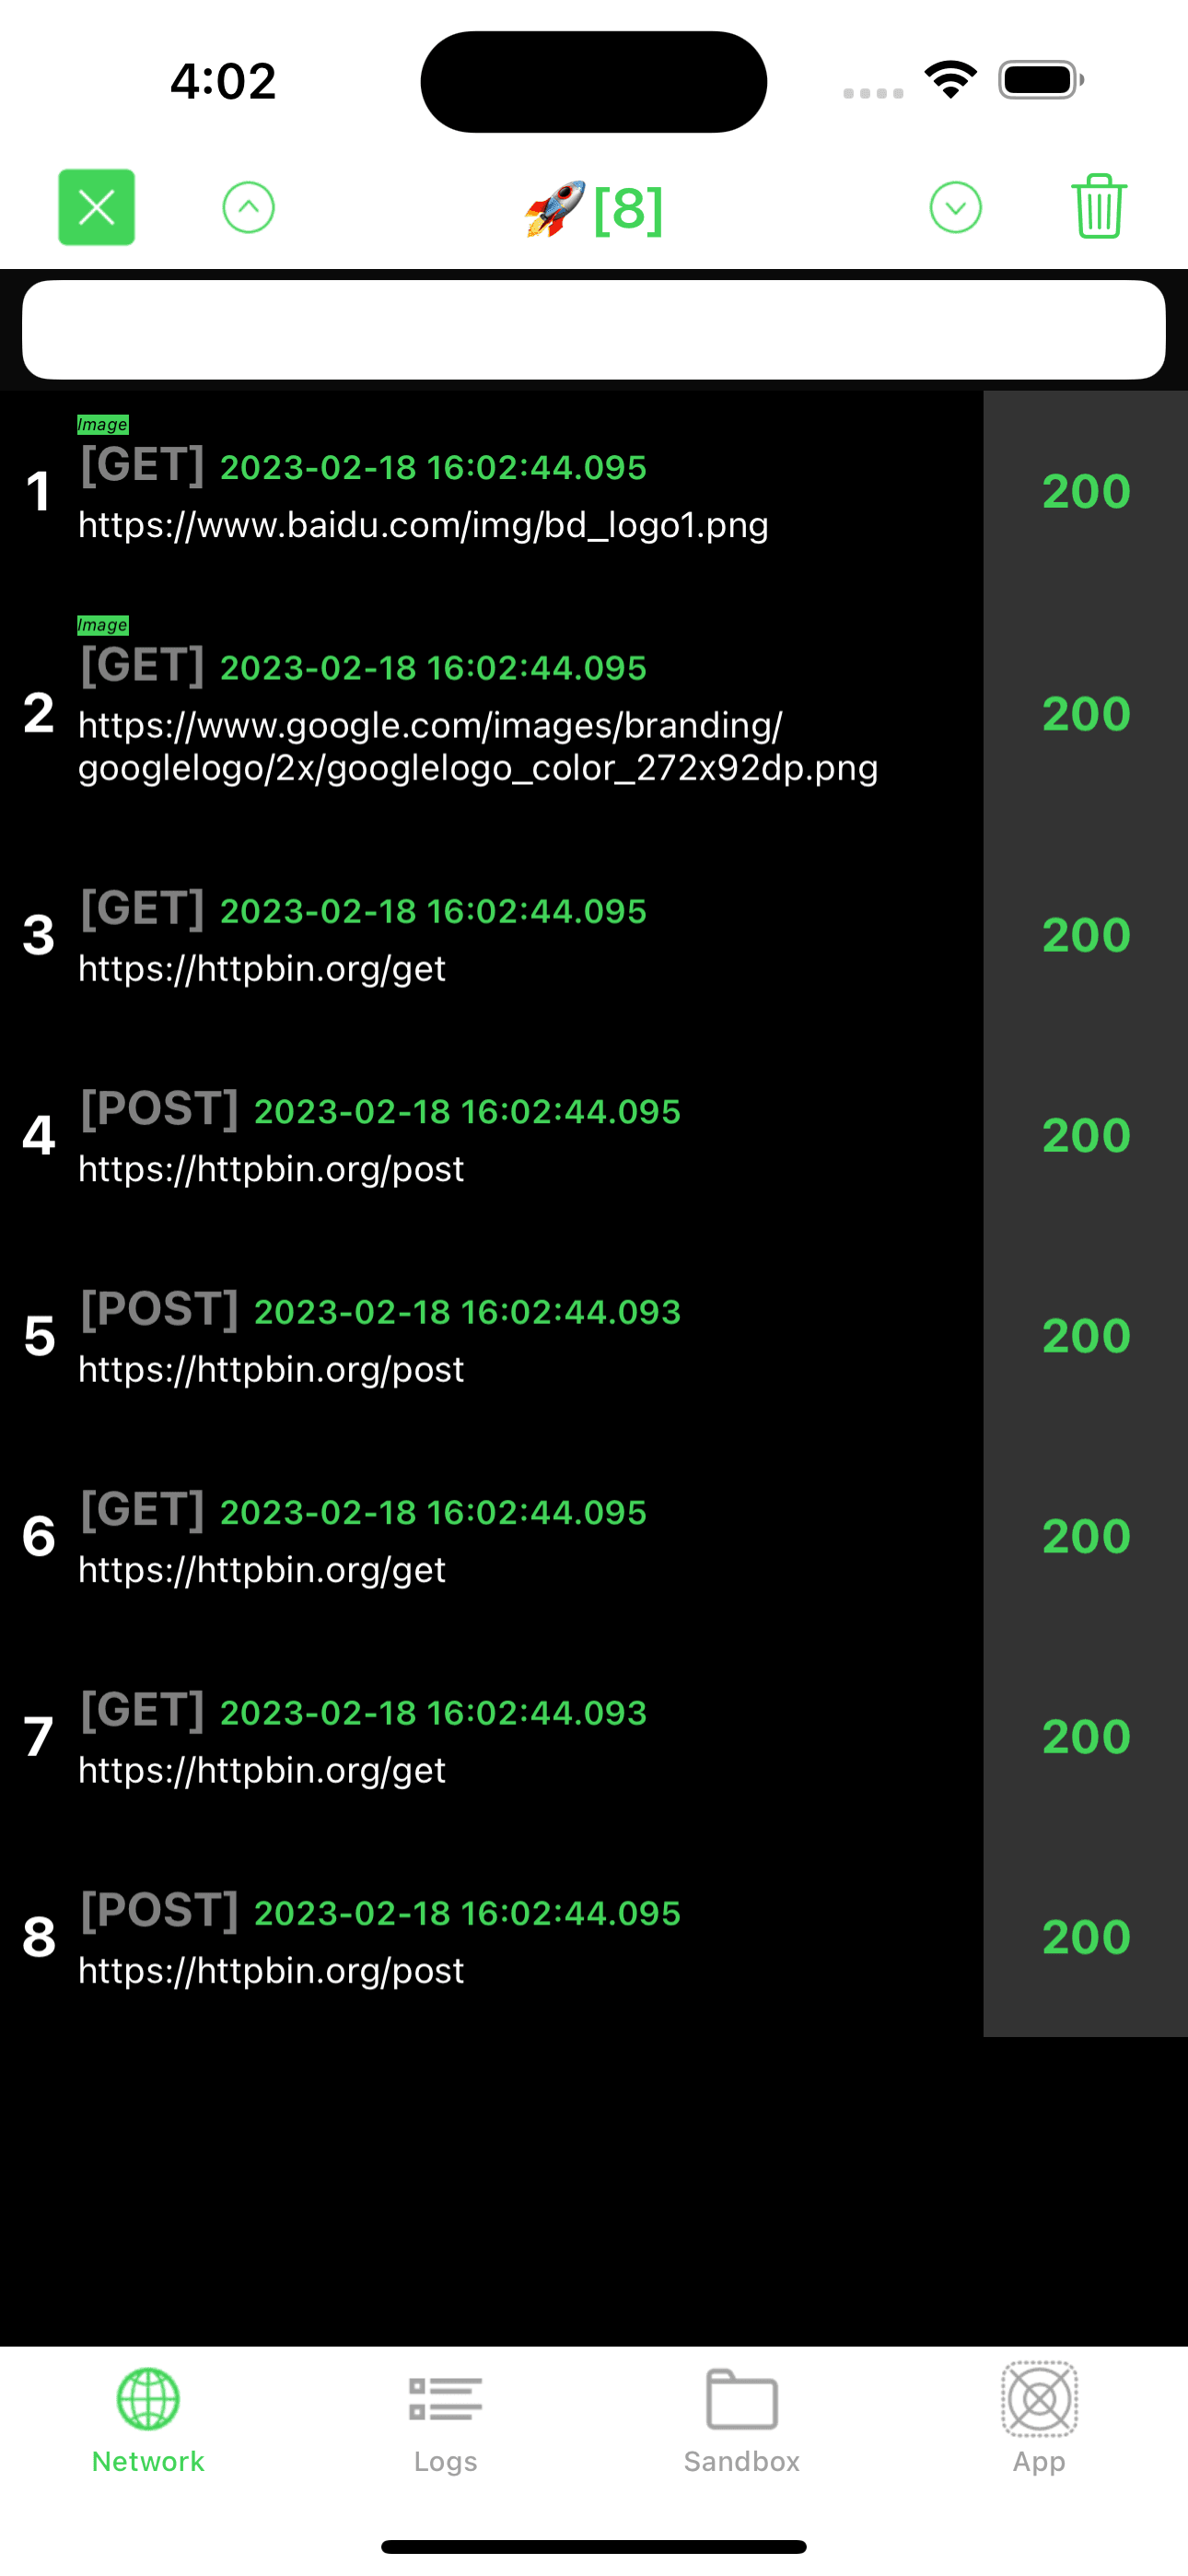 4:02
🚀[8]
Image
1 [GET] 2023-02-18 16:02:44.095 200
https://www.baidu.com/img/bd_logo1.png
Image
2 [GET] 2023-02-18 16:02:44.095 200
https://www.google.com/images/branding/
googlelogo/2x/googlelogo_color_272x92dp.png
3 [GET] 2023-02-18 16:02:44.095 200
https://httpbin.org/get
4 [POST] 2023-02-18 16:02:44.095 200
https://httpbin.org/post
5 [POST] 2023-02-18 16:02:44.093 200
https://httpbin.org/post
6 [GET] 2023-02-18 16:02:44.095 200
https://httpbin.org/get
7 [GET] 2023-02-18 16:02:44.093 200
https://httpbin.org/get
8 [POST] 2023-02-18 16:02:44.095 200
https://httpbin.org/post
Network Logs Sandbox App